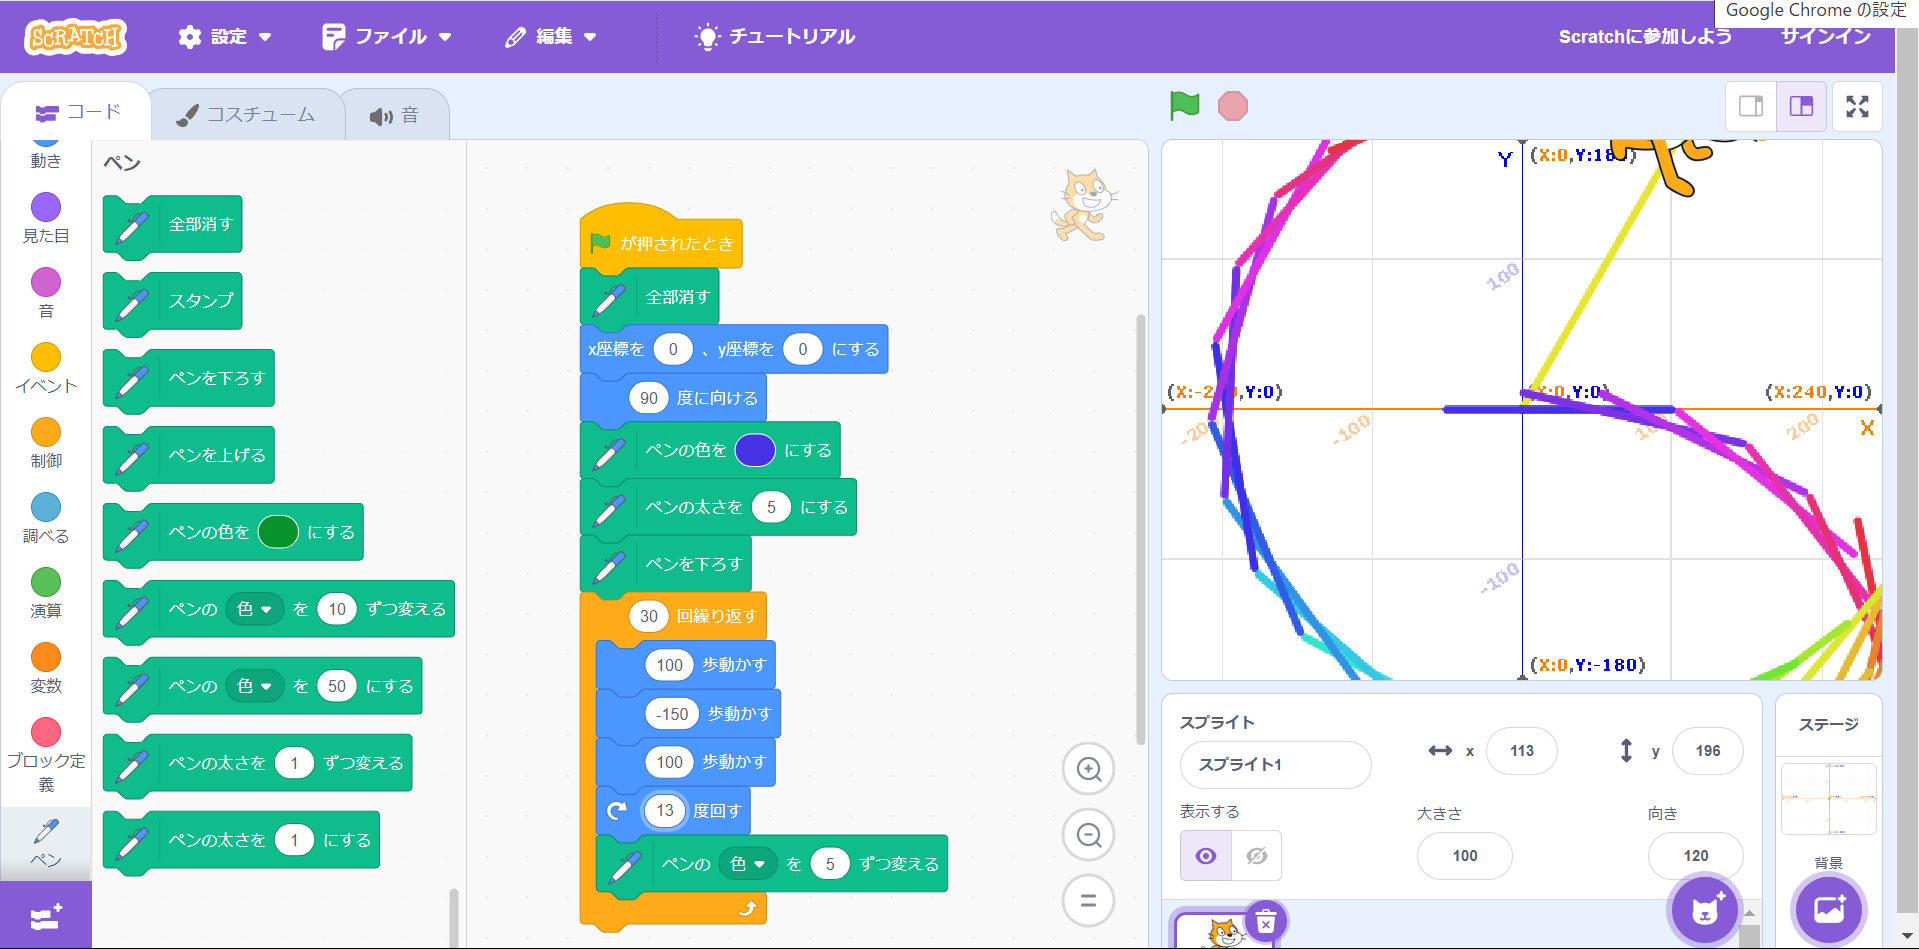 Google Chrome の設定
SCRATCH
設定
ファイル
編集
チュートリアル
Scratchに参加しよう
サインイン
コード
コスチューム
音
動き
見た目
音
イベント
制御
調べる
演算
変数
ブロック定
義
ペン
ペン
全部消す
スタンプ
ペンを下ろす
ペンを上げる
ペンの色を にする
ペンの 色 を 10 ずつ変える
ペンの 色 を 50 にする
ペンの太さを 1 ずつ変える
ペンの太さを 1 にする
が押されたとき
全部消す
x座標を 0 、y座標を 0 にする
90 度に向ける
ペンの色を にする
ペンの太さを 5 にする
ペンを下ろす
30 回繰り返す
100 歩動かす
-150 歩動かす
100 歩動かす
13 度回す
ペンの 色 を 5 ずつ変える
Y
(X:0,Y:180)
100
(X:-240,Y:0)
(X:0,Y:0)
(X:240,Y:0)
-200
-100
100
200
X
-100
(X:0,Y:-180)
スプライト
スプライト1
x 113
y 196
表示する
大きさ
100
向き
120
ステージ
背景